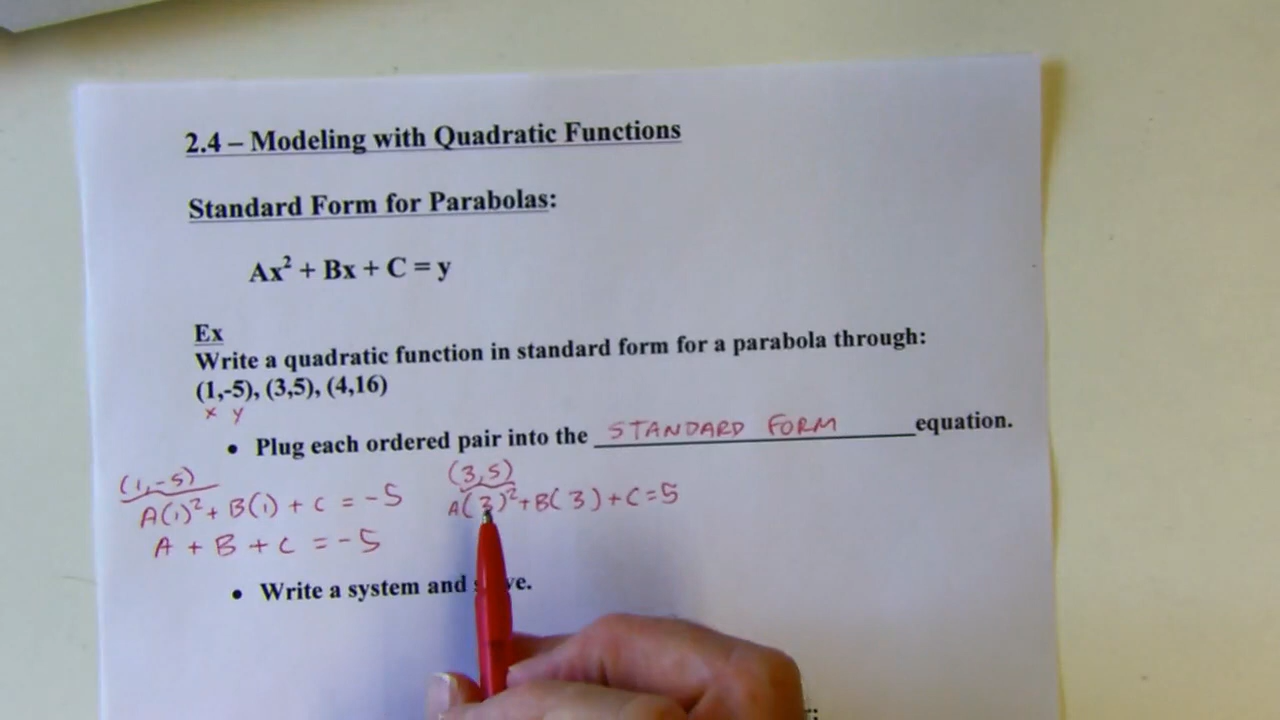 2.4 – Modeling with Quadratic Functions
Standard Form for Parabolas:
Ax² + Bx + C = y
Ex
Write a quadratic function in standard form for a parabola through:
(1,-5), (3,5), (4,16)
x y
• Plug each ordered pair into the STANDARD FORM equation.
(1,-5) (3,5)
A(1)² + B(1) + C = -5 A(3)² + B(3) + C = 5
A + B + C = -5
• Write a system and